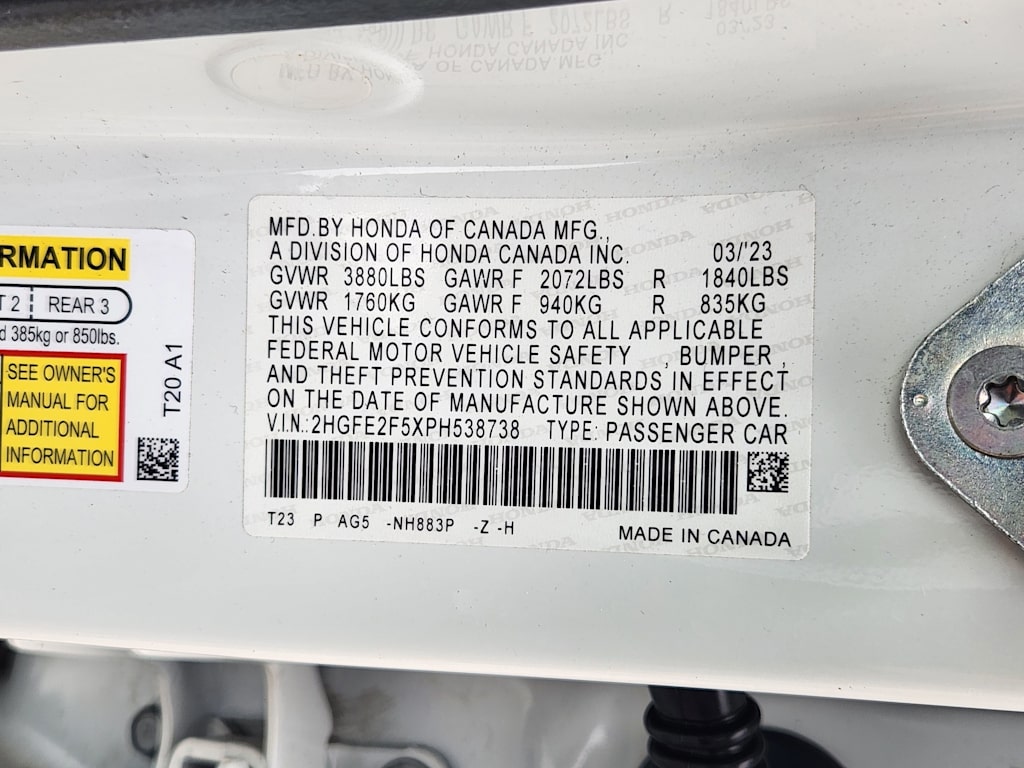 RMATION
T 2 REAR 3
d 385kg or 850lbs.
SEE OWNER'S
MANUAL FOR
ADDITIONAL
INFORMATION
T20 A1
MFD.BY HONDA OF CANADA MFG.,
A DIVISION OF HONDA CANADA INC. 03/'23
GVWR 3880LBS GAWR F 2072LBS R 1840LBS
GVWR 1760KG GAWR F 940KG R 835KG
THIS VEHICLE CONFORMS TO ALL APPLICABLE
FEDERAL MOTOR VEHICLE SAFETY , BUMPER ,
AND THEFT PREVENTION STANDARDS IN EFFECT
ON THE DATE OF MANUFACTURE SHOWN ABOVE.
V.I.N.:2HGFE2F5XPH538738 TYPE: PASSENGER CAR
T23 P AG5 -NH883P -Z -H
MADE IN CANADA